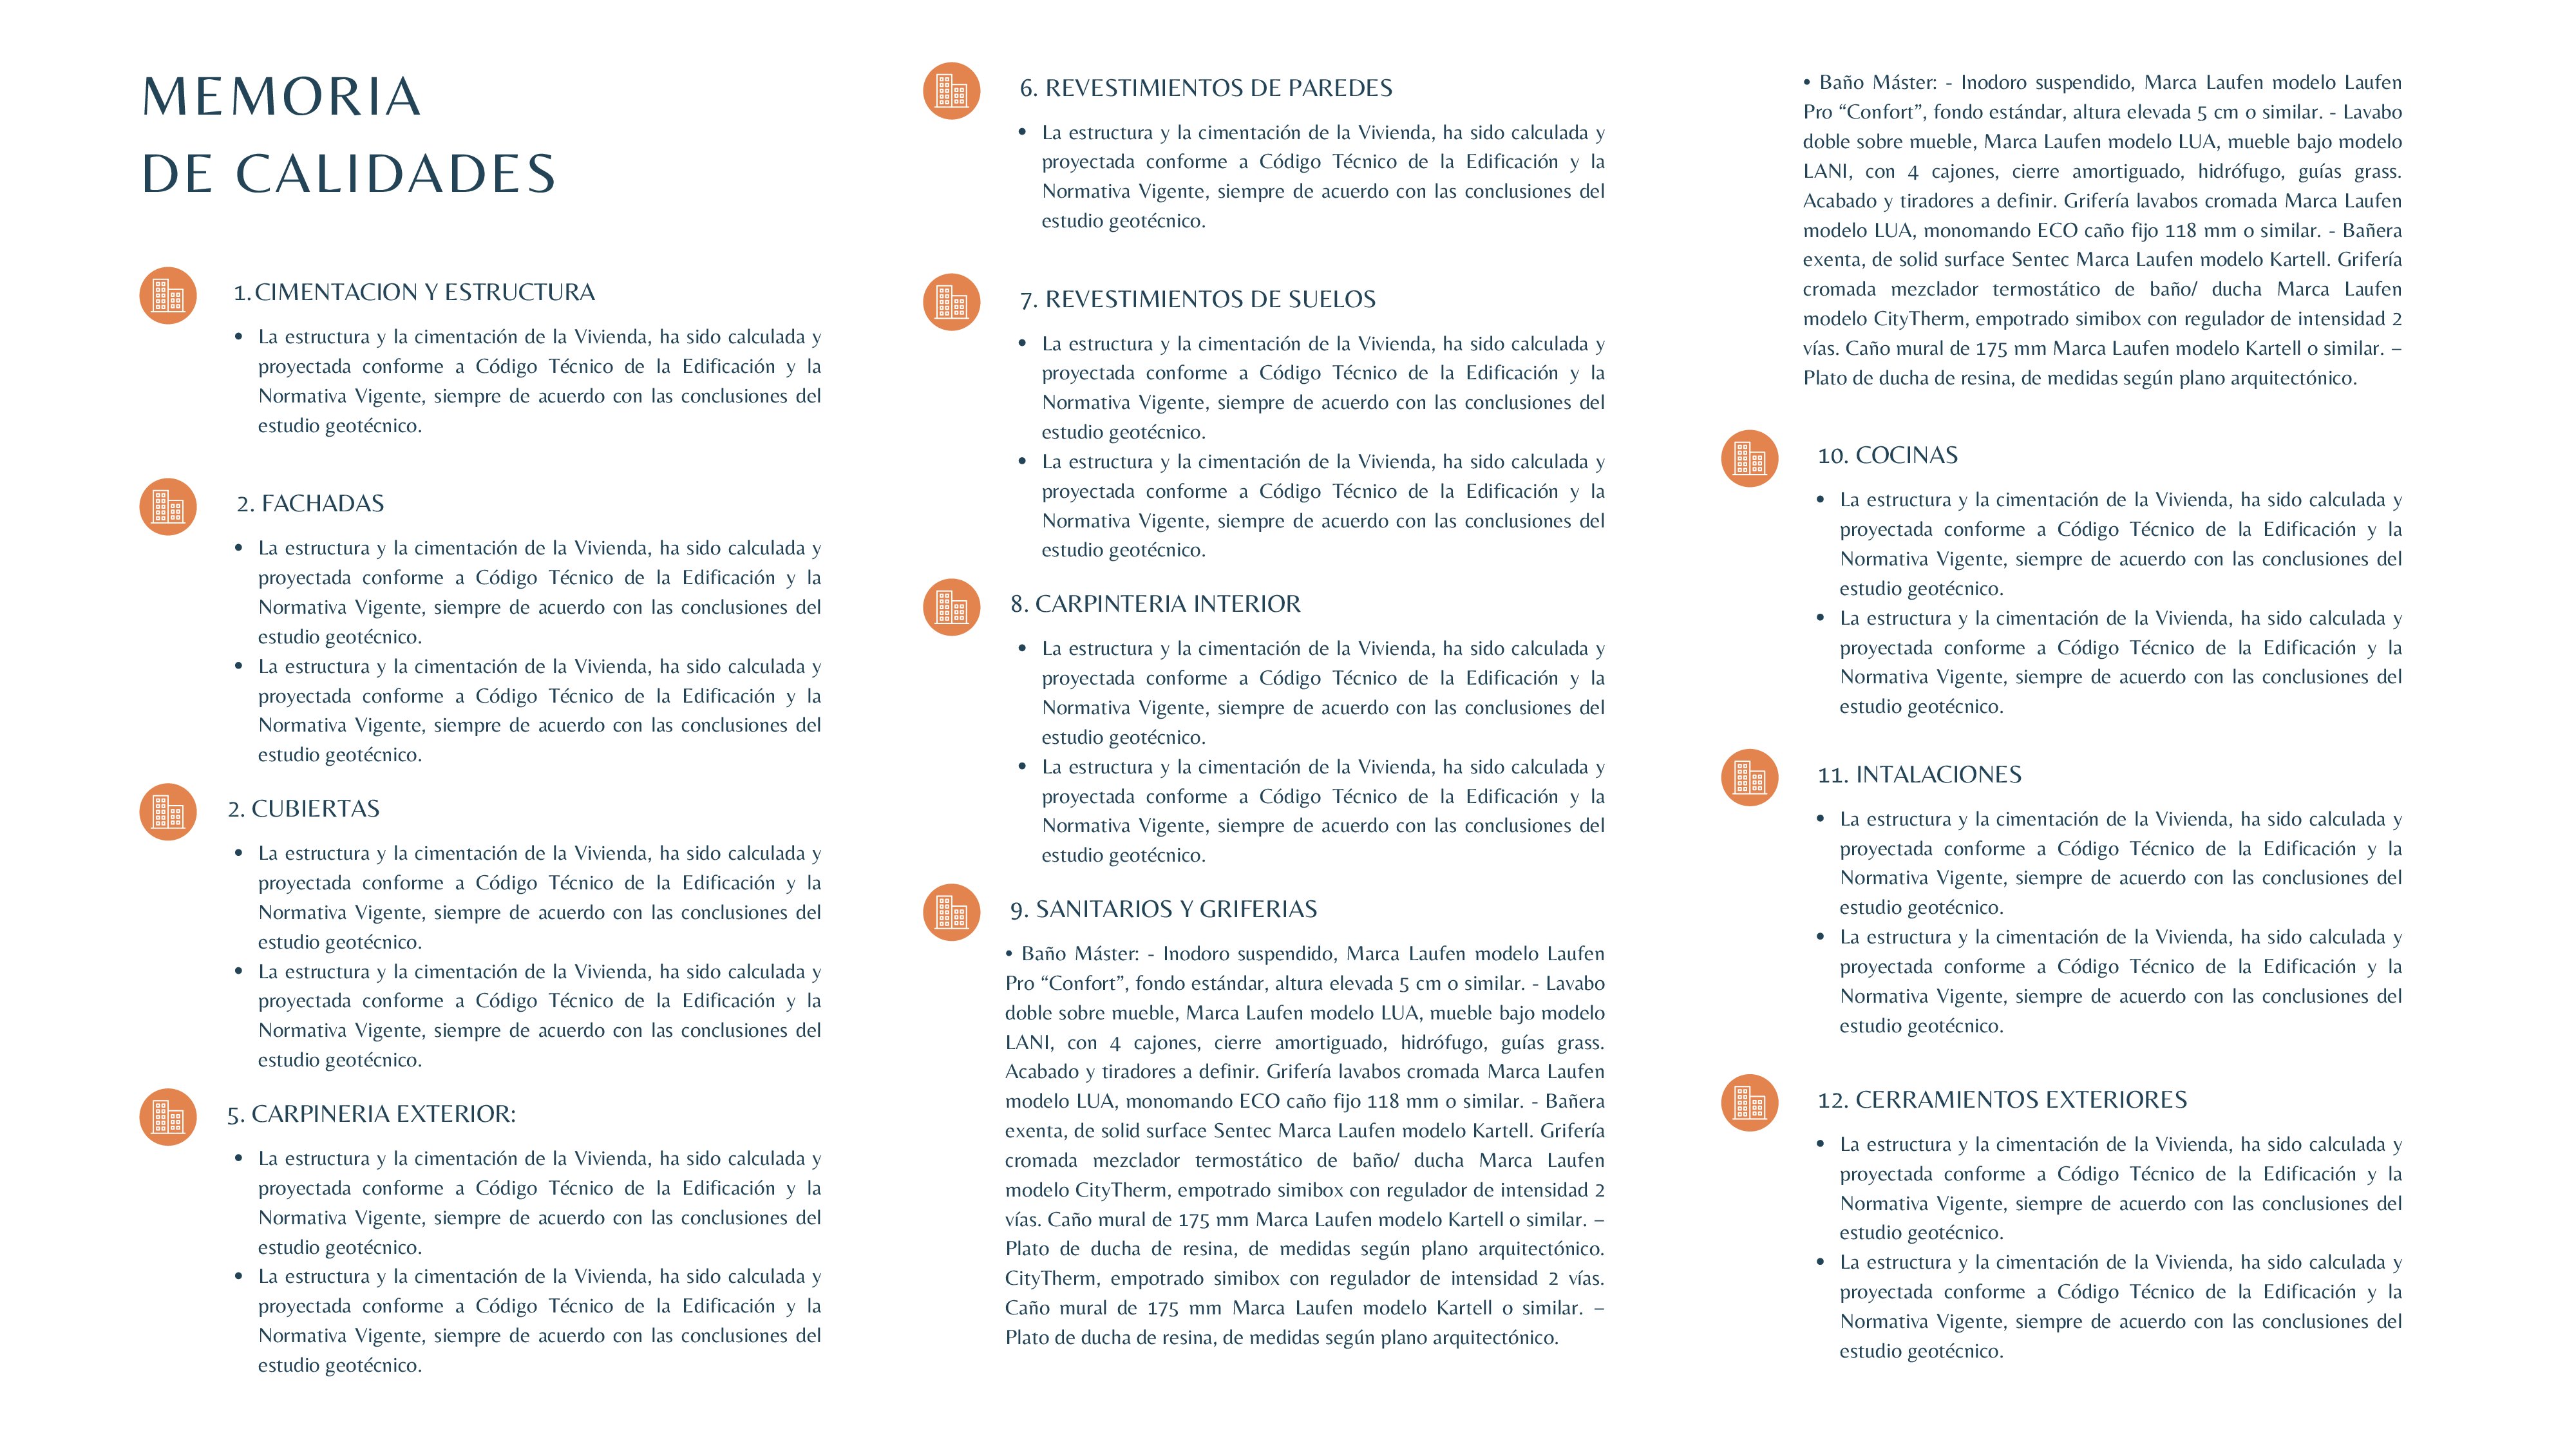 MEMORIA
DE CALIDADES
1. CIMENTACION Y ESTRUCTURA
• La estructura y la cimentación de la Vivienda, ha sido calculada y
proyectada conforme a Código Técnico de la Edificación y la
Normativa Vigente, siempre de acuerdo con las conclusiones del
estudio geotécnico.
2. FACHADAS
• La estructura y la cimentación de la Vivienda, ha sido calculada y
proyectada conforme a Código Técnico de la Edificación y la
Normativa Vigente, siempre de acuerdo con las conclusiones del
estudio geotécnico.
• La estructura y la cimentación de la Vivienda, ha sido calculada y
proyectada conforme a Código Técnico de la Edificación y la
Normativa Vigente, siempre de acuerdo con las conclusiones del
estudio geotécnico.
2. CUBIERTAS
• La estructura y la cimentación de la Vivienda, ha sido calculada y
proyectada conforme a Código Técnico de la Edificación y la
Normativa Vigente, siempre de acuerdo con las conclusiones del
estudio geotécnico.
• La estructura y la cimentación de la Vivienda, ha sido calculada y
proyectada conforme a Código Técnico de la Edificación y la
Normativa Vigente, siempre de acuerdo con las conclusiones del
estudio geotécnico.
5. CARPINERIA EXTERIOR:
• La estructura y la cimentación de la Vivienda, ha sido calculada y
proyectada conforme a Código Técnico de la Edificación y la
Normativa Vigente, siempre de acuerdo con las conclusiones del
estudio geotécnico.
• La estructura y la cimentación de la Vivienda, ha sido calculada y
proyectada conforme a Código Técnico de la Edificación y la
Normativa Vigente, siempre de acuerdo con las conclusiones del
estudio geotécnico.
6. REVESTIMIENTOS DE PAREDES
• La estructura y la cimentación de la Vivienda, ha sido calculada y
proyectada conforme a Código Técnico de la Edificación y la
Normativa Vigente, siempre de acuerdo con las conclusiones del
estudio geotécnico.
7. REVESTIMIENTOS DE SUELOS
• La estructura y la cimentación de la Vivienda, ha sido calculada y
proyectada conforme a Código Técnico de la Edificación y la
Normativa Vigente, siempre de acuerdo con las conclusiones del
estudio geotécnico.
• La estructura y la cimentación de la Vivienda, ha sido calculada y
proyectada conforme a Código Técnico de la Edificación y la
Normativa Vigente, siempre de acuerdo con las conclusiones del
estudio geotécnico.
8. CARPINTERIA INTERIOR
• La estructura y la cimentación de la Vivienda, ha sido calculada y
proyectada conforme a Código Técnico de la Edificación y la
Normativa Vigente, siempre de acuerdo con las conclusiones del
estudio geotécnico.
• La estructura y la cimentación de la Vivienda, ha sido calculada y
proyectada conforme a Código Técnico de la Edificación y la
Normativa Vigente, siempre de acuerdo con las conclusiones del
estudio geotécnico.
9. SANITARIOS Y GRIFERIAS
• Baño Máster: - Inodoro suspendido, Marca Laufen modelo Laufen
Pro “Confort”, fondo estándar, altura elevada 5 cm o similar. - Lavabo
doble sobre mueble, Marca Laufen modelo LUA, mueble bajo modelo
LANI, con 4 cajones, cierre amortiguado, hidrófugo, guías grass.
Acabado y tiradores a definir. Grifería lavabos cromada Marca Laufen
modelo LUA, monomando ECO caño fijo 118 mm o similar. - Bañera
exenta, de solid surface Sentec Marca Laufen modelo Kartell. Grifería
cromada mezclador termostático de baño/ ducha Marca Laufen
modelo CityTherm, empotrado simibox con regulador de intensidad 2
vías. Caño mural de 175 mm Marca Laufen modelo Kartell o similar. –
Plato de ducha de resina, de medidas según plano arquitectónico.
CityTherm, empotrado simibox con regulador de intensidad 2 vías.
Caño mural de 175 mm Marca Laufen modelo Kartell o similar. –
Plato de ducha de resina, de medidas según plano arquitectónico.
• Baño Máster: - Inodoro suspendido, Marca Laufen modelo Laufen
Pro “Confort”, fondo estándar, altura elevada 5 cm o similar. - Lavabo
doble sobre mueble, Marca Laufen modelo LUA, mueble bajo modelo
LANI, con 4 cajones, cierre amortiguado, hidrófugo, guías grass.
Acabado y tiradores a definir. Grifería lavabos cromada Marca Laufen
modelo LUA, monomando ECO caño fijo 118 mm o similar. - Bañera
exenta, de solid surface Sentec Marca Laufen modelo Kartell. Grifería
cromada mezclador termostático de baño/ ducha Marca Laufen
modelo CityTherm, empotrado simibox con regulador de intensidad 2
vías. Caño mural de 175 mm Marca Laufen modelo Kartell o similar. –
Plato de ducha de resina, de medidas según plano arquitectónico.
10. COCINAS
• La estructura y la cimentación de la Vivienda, ha sido calculada y
proyectada conforme a Código Técnico de la Edificación y la
Normativa Vigente, siempre de acuerdo con las conclusiones del
estudio geotécnico.
• La estructura y la cimentación de la Vivienda, ha sido calculada y
proyectada conforme a Código Técnico de la Edificación y la
Normativa Vigente, siempre de acuerdo con las conclusiones del
estudio geotécnico.
11. INTALACIONES
• La estructura y la cimentación de la Vivienda, ha sido calculada y
proyectada conforme a Código Técnico de la Edificación y la
Normativa Vigente, siempre de acuerdo con las conclusiones del
estudio geotécnico.
• La estructura y la cimentación de la Vivienda, ha sido calculada y
proyectada conforme a Código Técnico de la Edificación y la
Normativa Vigente, siempre de acuerdo con las conclusiones del
estudio geotécnico.
12. CERRAMIENTOS EXTERIORES
• La estructura y la cimentación de la Vivienda, ha sido calculada y
proyectada conforme a Código Técnico de la Edificación y la
Normativa Vigente, siempre de acuerdo con las conclusiones del
estudio geotécnico.
• La estructura y la cimentación de la Vivienda, ha sido calculada y
proyectada conforme a Código Técnico de la Edificación y la
Normativa Vigente, siempre de acuerdo con las conclusiones del
estudio geotécnico.